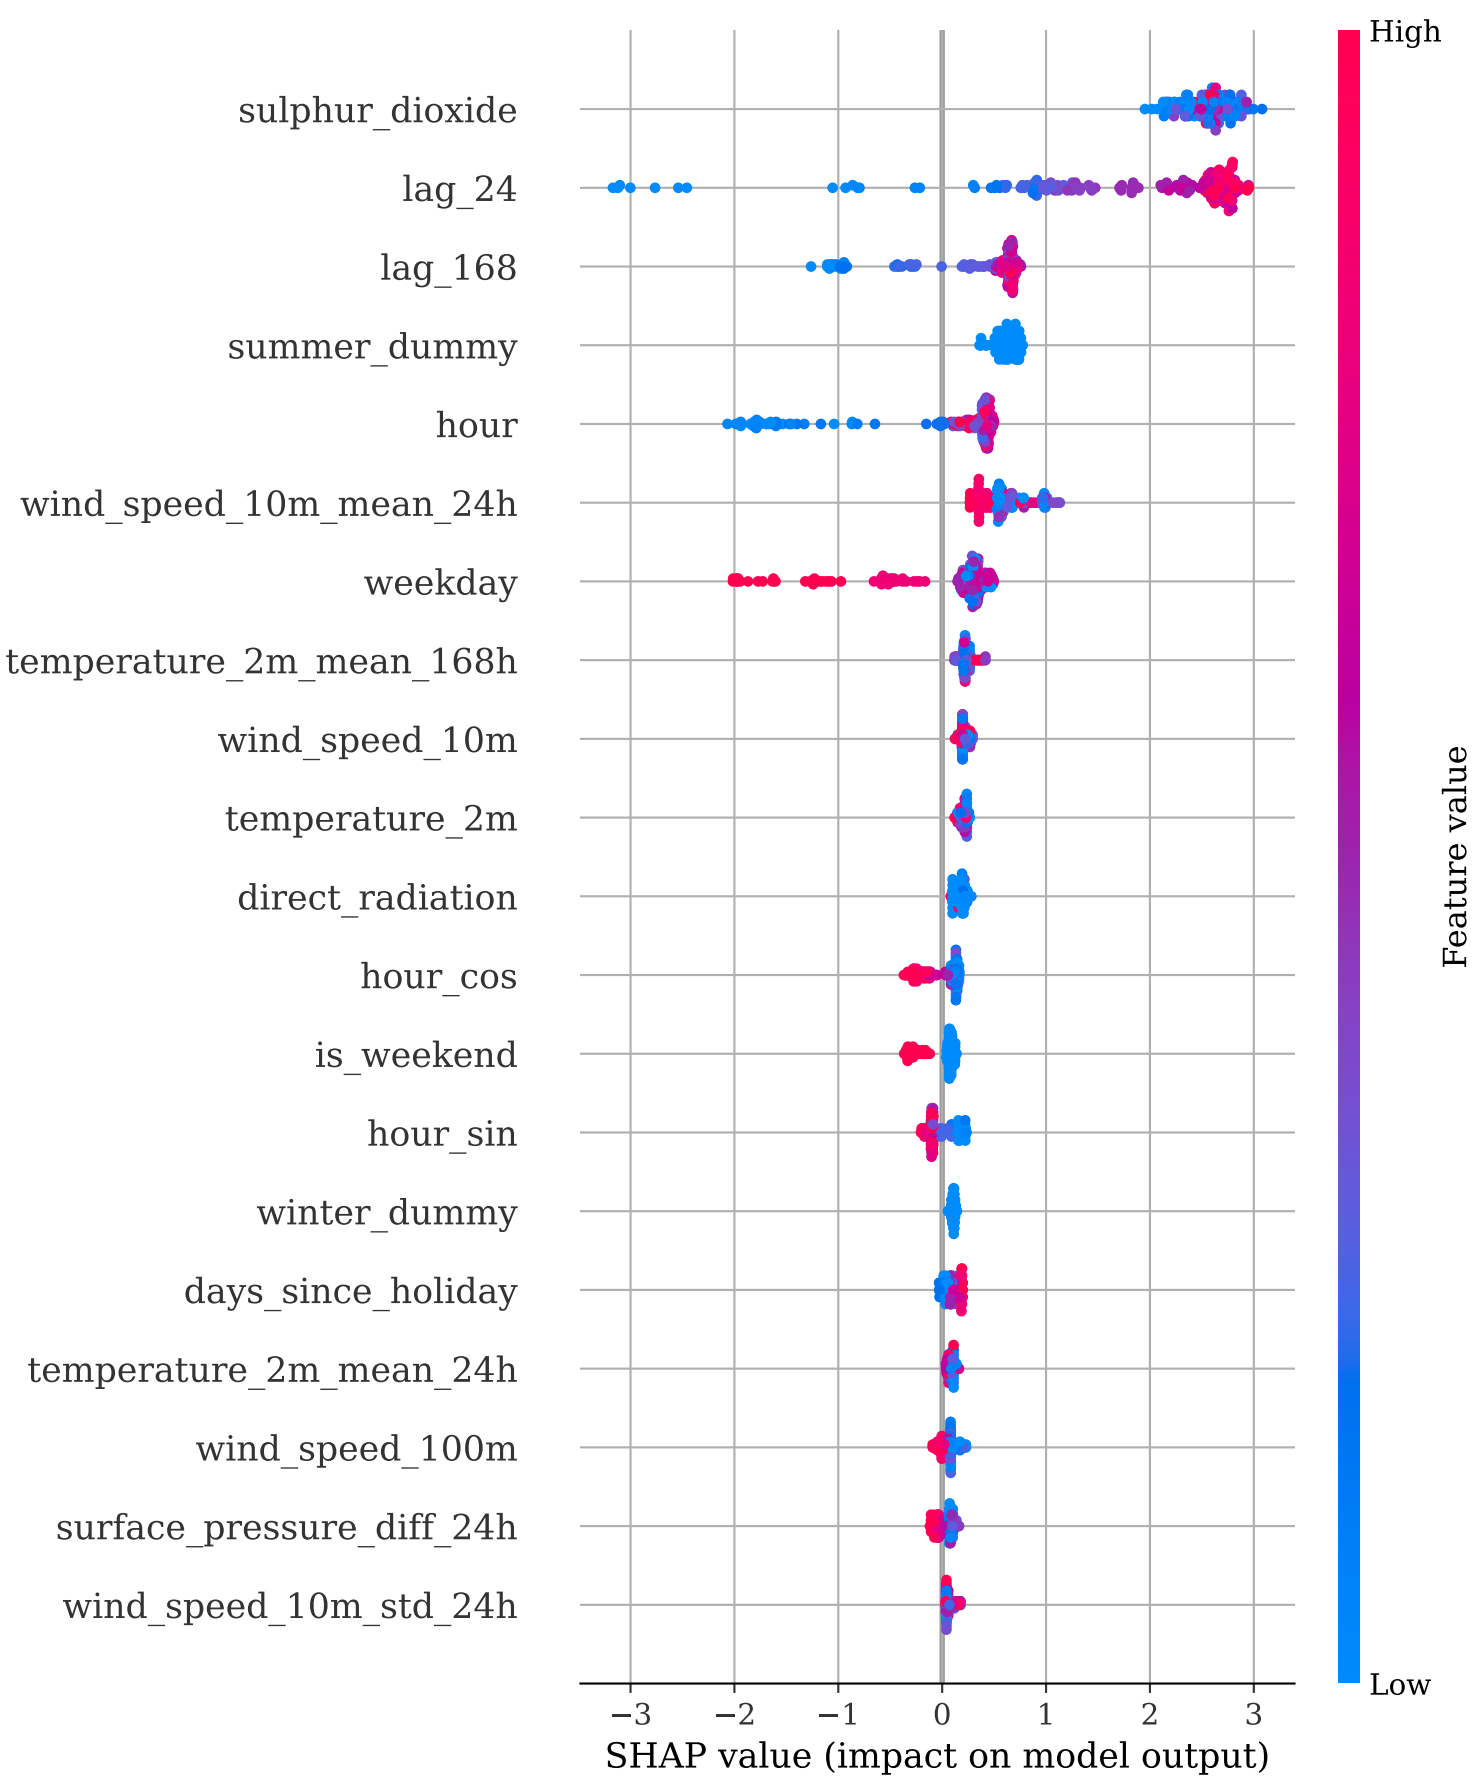 High
sulphur_dioxide
lag_24
lag_168
summer_dummy
hour
wind_speed_10m_mean_24h
weekday
temperature_2m_mean_168h
wind_speed_10m
temperature_2m
direct_radiation
hour_cos
is_weekend
hour_sin
winter_dummy
days_since_holiday
temperature_2m_mean_24h
wind_speed_100m
surface_pressure_diff_24h
wind_speed_10m_std_24h
Feature value
Low
−3 −2 −1 0 1 2 3
SHAP value (impact on model output)